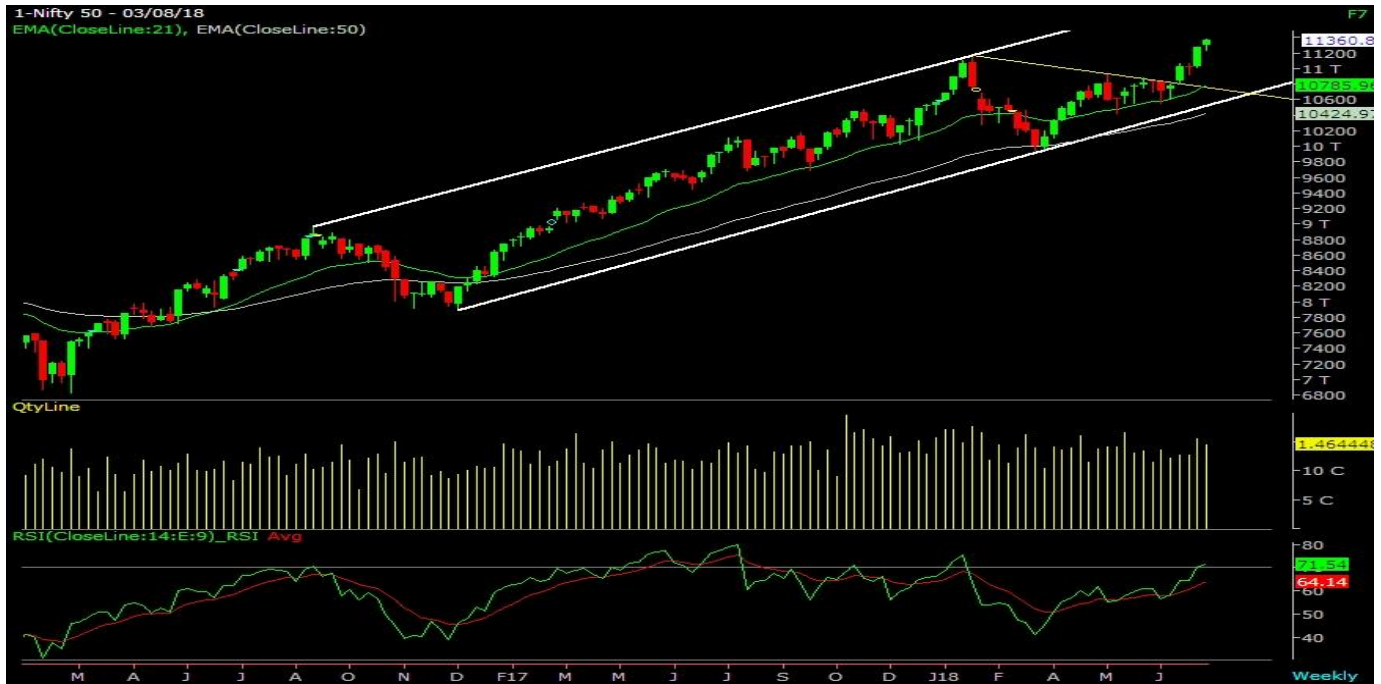 1-Nifty 50 - 03/08/18
F7
EMA(CloseLine:21), EMA(CloseLine:50)
11360.8
11200
11 T
10785.96
10600
10424.97
10200
10 T
9800
9600
9400
9200
9 T
8800
8600
8400
8200
8 T
7800
7600
7400
7200
7 T
6800
QtyLine
1.464448
10 C
5 C
RSI(CloseLine:14:E:9)_RSI Avg
80
71.54
64.14
60
50
40
M A J J A O N D F17 M M J J S O D J18 F A M J
Weekly